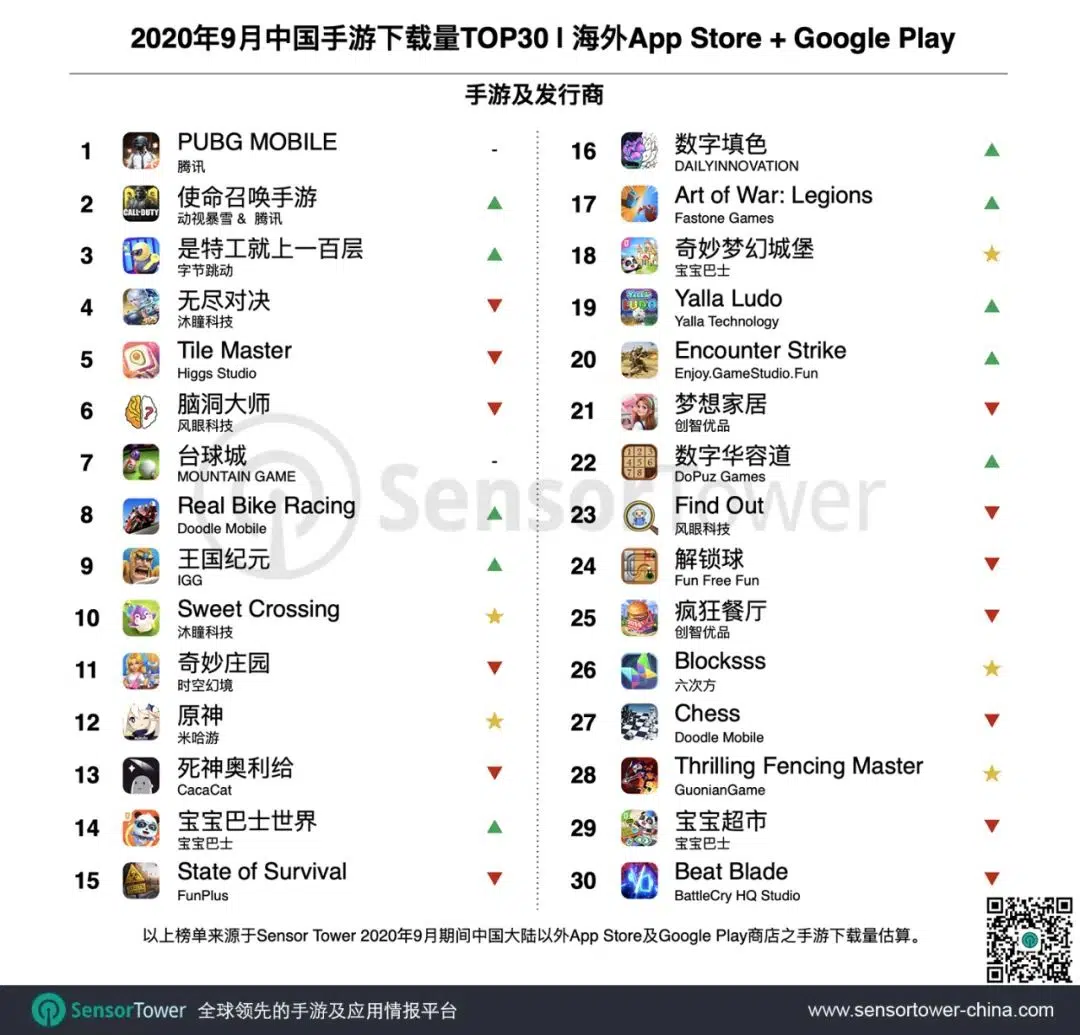 2020年9月中国手游下载量TOP30 | 海外App Store + Google Play
手游及发行商
1 PUBG MOBILE -
腾讯
2 使命召唤手游 ▲
动视暴雪 & 腾讯
3 是特工就上一百层 ▲
字节跳动
4 无尽对决 ▼
沐瞳科技
5 Tile Master ▼
Higgs Studio
6 脑洞大师 ▼
风眼科技
7 台球城 -
MOUNTAIN GAME
8 Real Bike Racing ▲
Doodle Mobile
9 王国纪元 ▲
IGG
10 Sweet Crossing ★
沐瞳科技
11 奇妙庄园 ▼
时空幻境
12 原神 ★
米哈游
13 死神奥利给 ▼
CacaCat
14 宝宝巴士世界 ▲
宝宝巴士
15 State of Survival ▼
FunPlus
16 数字填色 ▲
DAILYINNOVATION
17 Art of War: Legions ▲
Fastone Games
18 奇妙梦幻城堡 ★
宝宝巴士
19 Yalla Ludo ▲
Yalla Technology
20 Encounter Strike ▲
Enjoy.GameStudio.Fun
21 梦想家居 ▼
创智优品
22 数字华容道 ▲
DoPuz Games
23 Find Out ▼
风眼科技
24 解锁球 ▼
Fun Free Fun
25 疯狂餐厅 ▼
创智优品
26 Blocksss ★
六次方
27 Chess ▼
Doodle Mobile
28 Thrilling Fencing Master ★
GuonianGame
29 宝宝超市 ▼
宝宝巴士
30 Beat Blade ▼
BattleCry HQ Studio
SensorTower
以上榜单来源于Sensor Tower 2020年9月期间中国大陆以外App Store及Google Play商店之手游下载量估算。
SensorTower 全球领先的手游及应用情报平台
www.sensortower-china.com